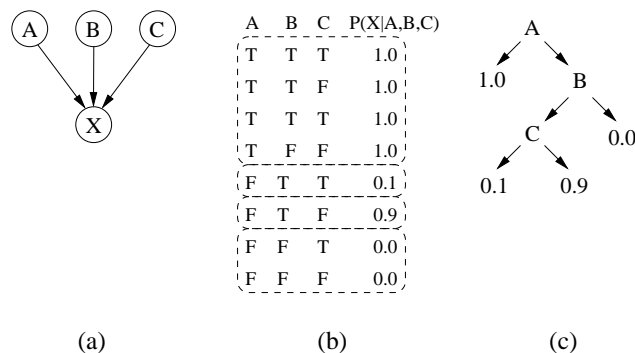 A B C
X
A B C P(X|A,B,C)
T T T 1.0
T T F 1.0
T T T 1.0
T F F 1.0
F T T 0.1
F T F 0.9
F F T 0.0
F F F 0.0
A
1.0 B
C 0.0
0.1 0.9
(a) (b) (c)